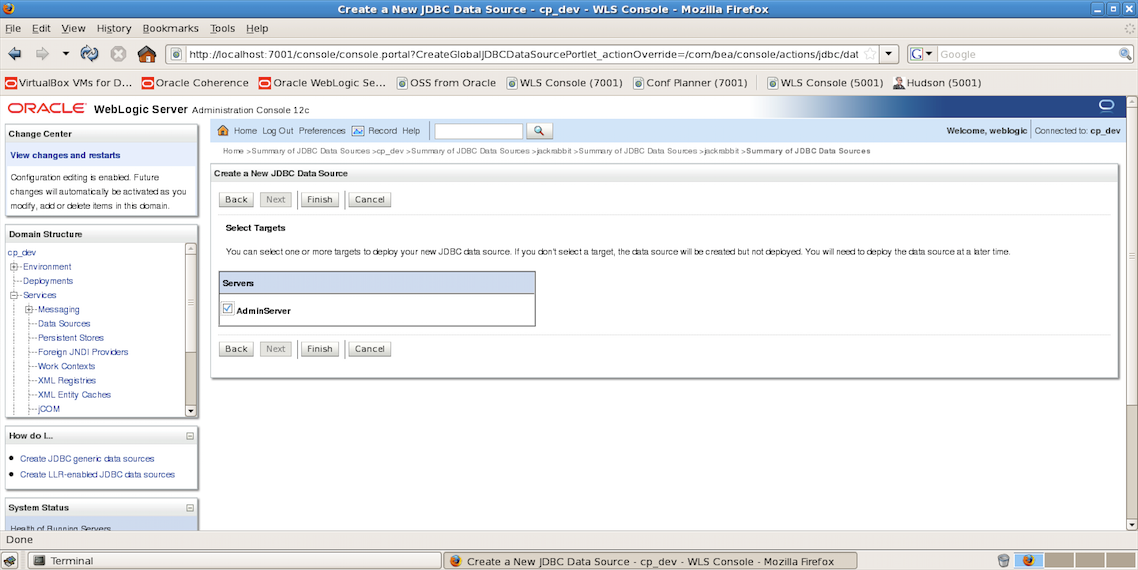 Create a New JDBC Data Source - cp_dev - WLS Console - Mozilla Firefox
File Edit View History Bookmarks Tools Help
http://localhost:7001/console/console.portal?CreateGlobalJDBCDataSourcePortlet_actionOverride=/com/bea/console/actions/jdbc/dat
G Google
VirtualBox VMs for D... Oracle Coherence Oracle WebLogic Se... OSS from Oracle WLS Console (7001) Conf Planner (7001) WLS Console (5001) Hudson (5001)
ORACLE WebLogic Server Administration Console 12c
Change Center
View changes and restarts
Configuration editing is enabled. Future
changes will automatically be activated as you
modify, add or delete items in this domain.
Domain Structure
cp_dev
Environment
Deployments
Services
Messaging
Data Sources
Persistent Stores
Foreign JNDI Providers
Work Contexts
XML Registries
XML Entity Caches
jCOM
How do I...
Create JDBC generic data sources
Create LLR-enabled JDBC data sources
System Status
Health of Running Servers
Home Log Out Preferences Record Help
Welcome, weblogic Connected to: cp_dev
Home >Summary of JDBC Data Sources >cp_dev >Summary of JDBC Data Sources >jackrabbit >Summary of JDBC Data Sources >jackrabbit >Summary of JDBC Data Sources
Create a New JDBC Data Source
Back Next Finish Cancel
Select Targets
You can select one or more targets to deploy your new JDBC data source. If you don't select a target, the data source will be created but not deployed. You will need to deploy the data source at a later time.
Servers
AdminServer
Back Next Finish Cancel
Done
Terminal
Create a New JDBC Data Source - cp_dev - WLS Console - Mozilla Firefox